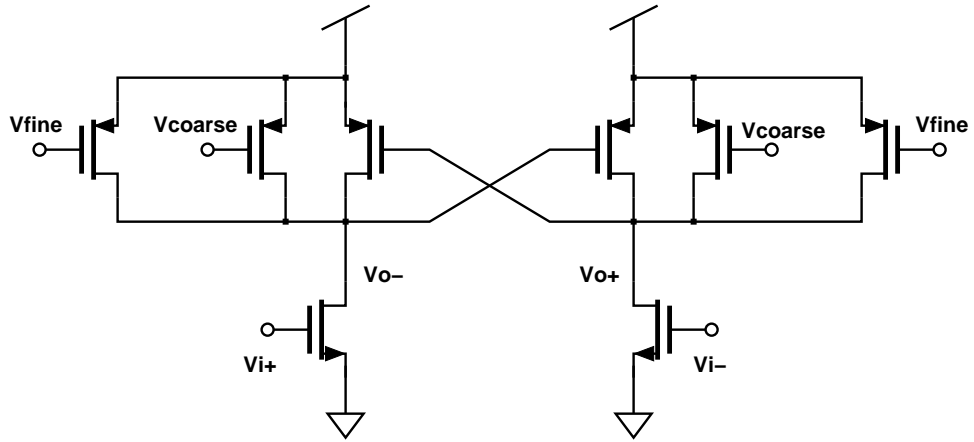 Vfine
Vcoarse
Vcoarse
Vfine
Vo−
Vo+
Vi+
Vi−